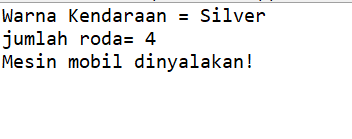 Warna Kendaraan = Silver
jumlah roda= 4
Mesin mobil dinyalakan!